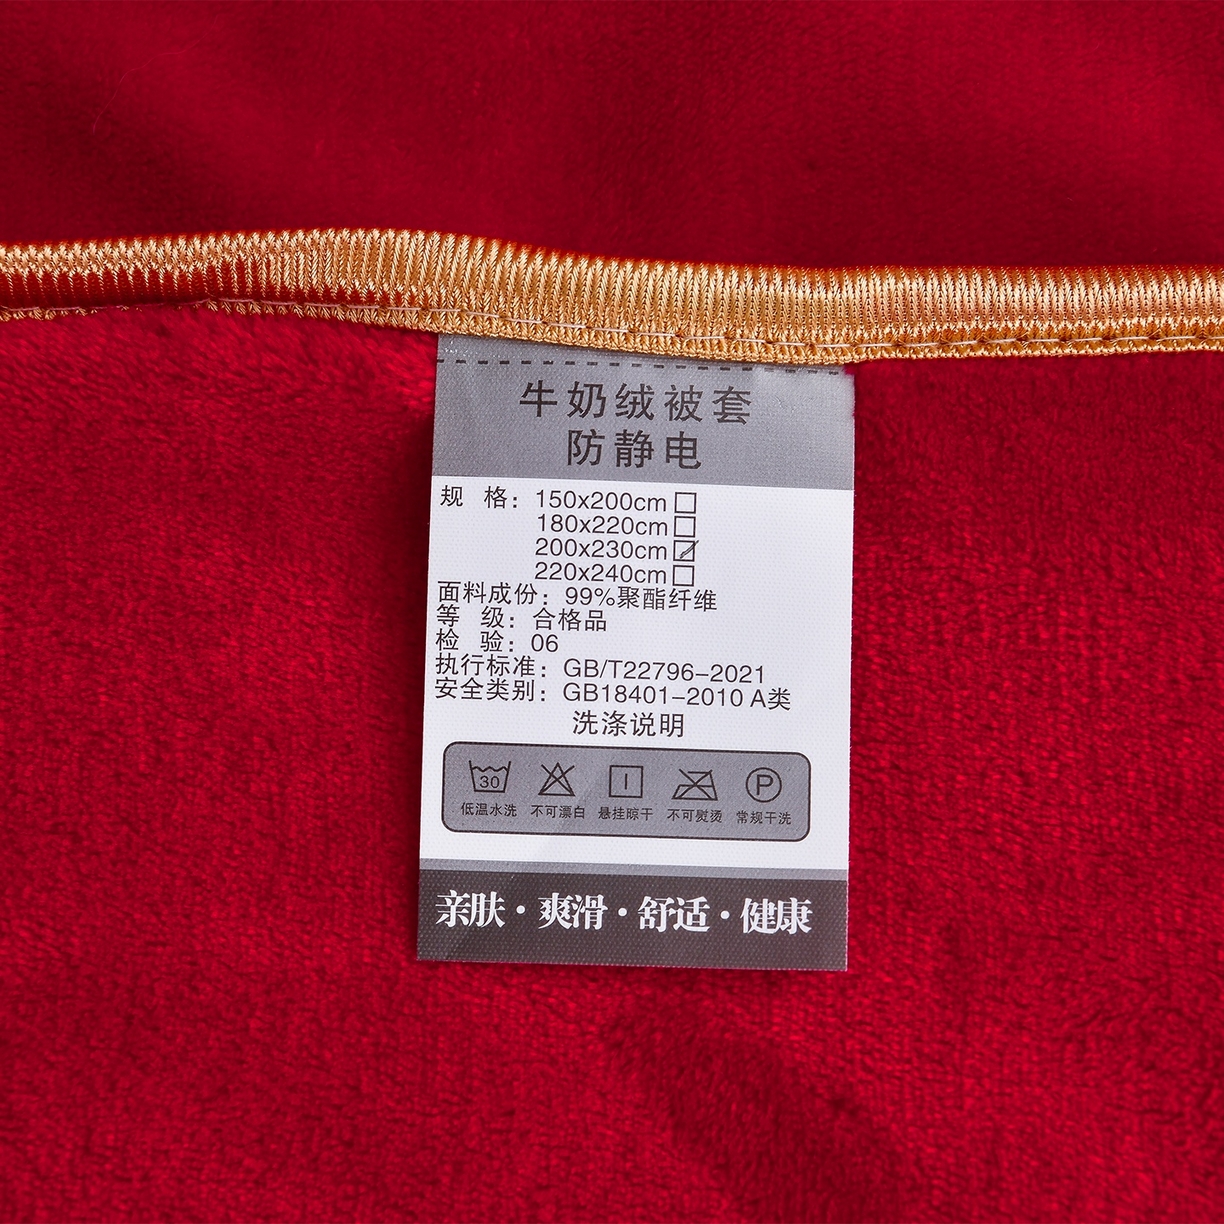 牛奶绒被套
防静电
规 格：150x200cm□
180x220cm□
200x230cm☑
220x240cm□
面料成份：99%聚酯纤维
等 级：合格品
检 验：06
执行标准：GB/T22796-2021
安全类别：GB18401-2010 A类
洗涤说明
30 P
低温水洗 不可漂白 悬挂晾干 不可熨烫 常规干洗
亲肤·爽滑·舒适·健康